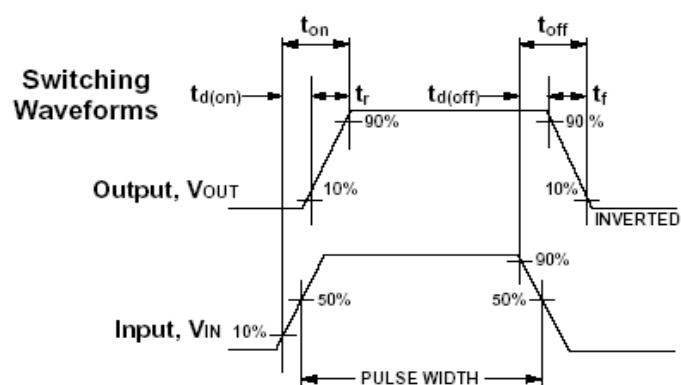 ton
toff
Switching
Waveforms
td(on)
tr
td(off)
tf
90%
90%
Output, VOUT
10%
10%
INVERTED
90%
50%
50%
Input, VIN
10%
PULSE WIDTH